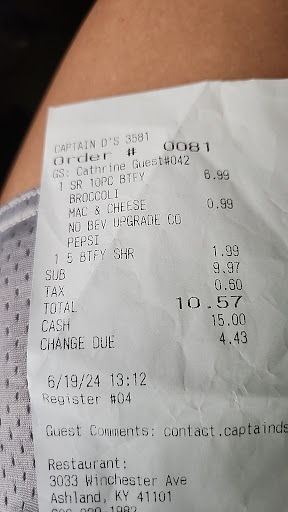 CAPTAIN D'S 3581
Order # 0081
GS: Cathrine Guest#042
1 SR 10PC BTFY 6.99
BROCCOLI
MAC & CHEESE 0.99
NO BEV UPGRADE CO
PEPSI
1 5 BTFY SHR 1.99
SUB 9.97
TAX 0.60
TOTAL 10.57
CASH 15.00
CHANGE DUE 4.43
6/19/24 13:12
Register #04
Guest Comments: contact.captainds
Restaurant:
3033 Winchester Ave
Ashland, KY 41101